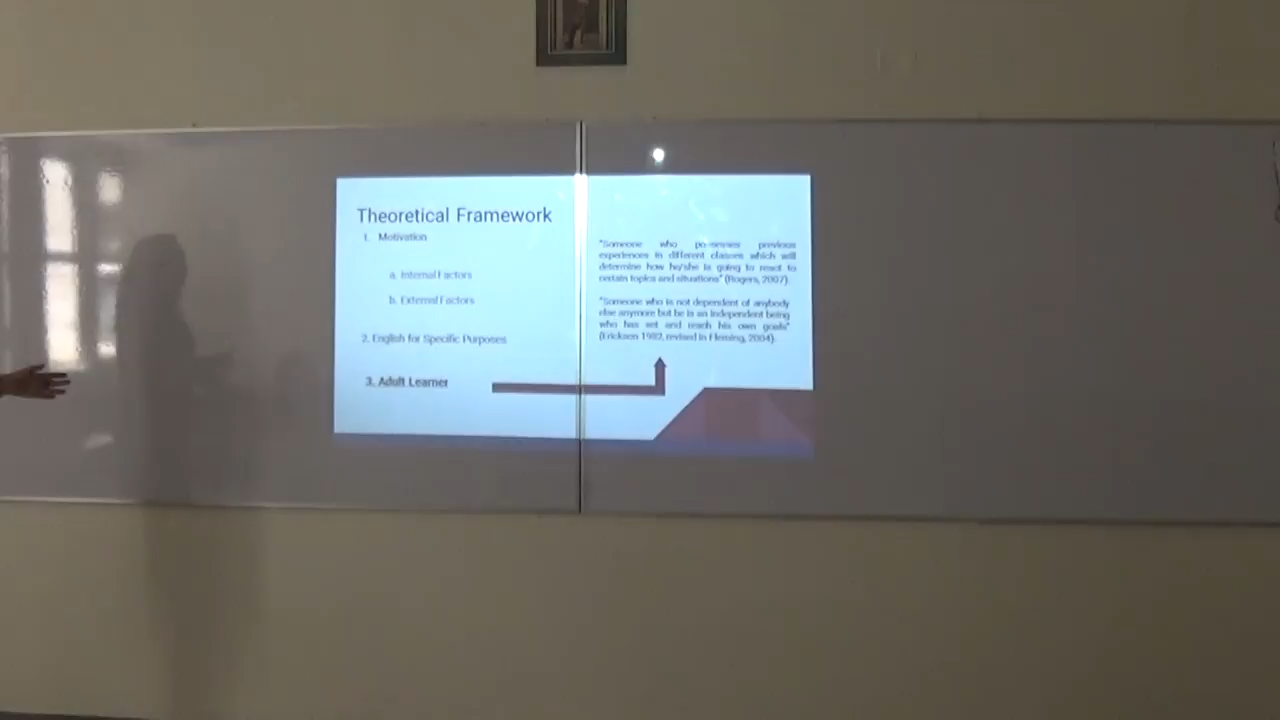 Theoretical Framework
1. Motivation
a. Internal Factors
b. External Factors
2. English for Specific Purposes
3. Adult Learner
"Someone who possesses previous
experiences in different classes which will
determine how he/she is going to react to
certain topics and situations" (Rogers, 2007).
"Someone who is not dependent of anybody
else anymore but be is an independent being
who has set and reach his own goals"
(Erickson 1982, revised in Fleming, 2004).